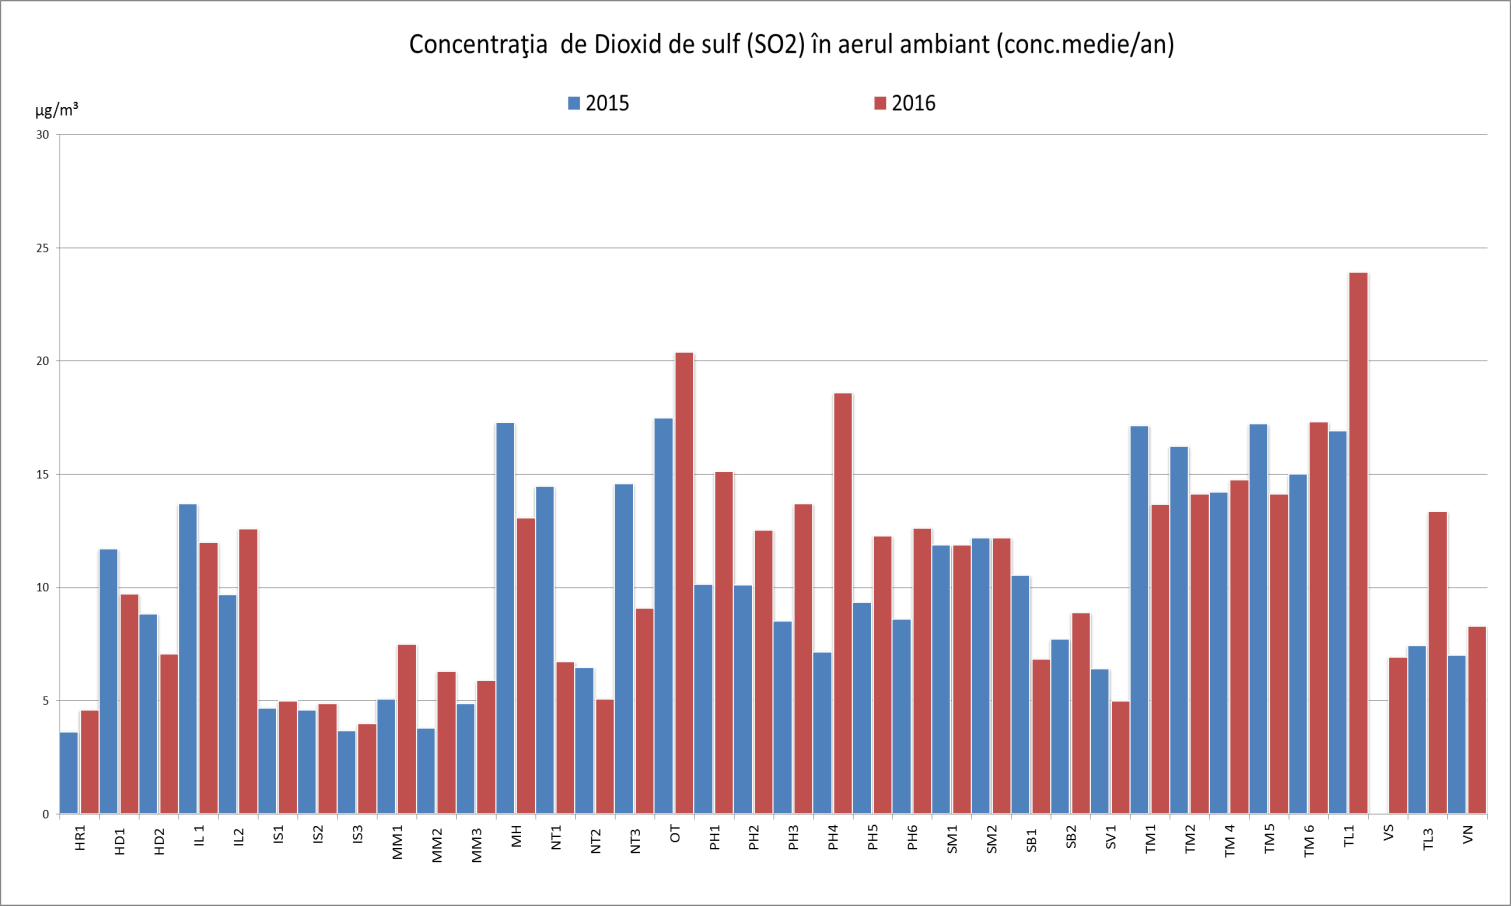 Concentraţia  de Dioxid de sulf (SO2) în aerul ambiant (conc.medie/an)
2015 2016
µg/m³
30
25
20
15
10
5
0
HR1 HD1 HD2 IL 1 IL2 IS1 IS2 IS3 MM1 MM2 MM3 MH NT1 NT2 NT3 OT PH1 PH2 PH3 PH4 PH5 PH6 SM1 SM2 SB1 SB2 SV1 TM1 TM2 TM 4 TM5 TM 6 TL1 VS TL3 VN